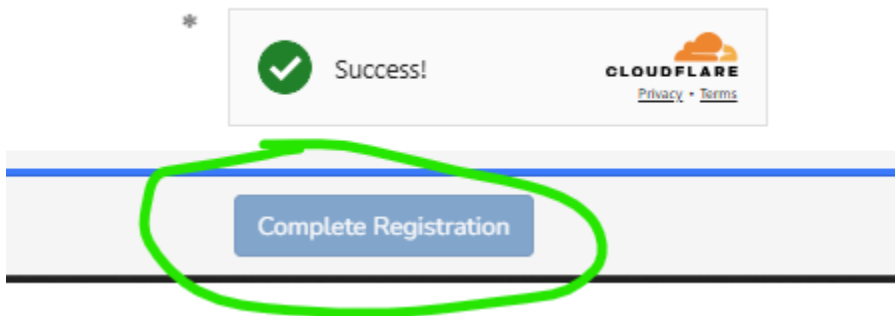 *
Success!
CLOUDFLARE
Privacy • Terms
Complete Registration